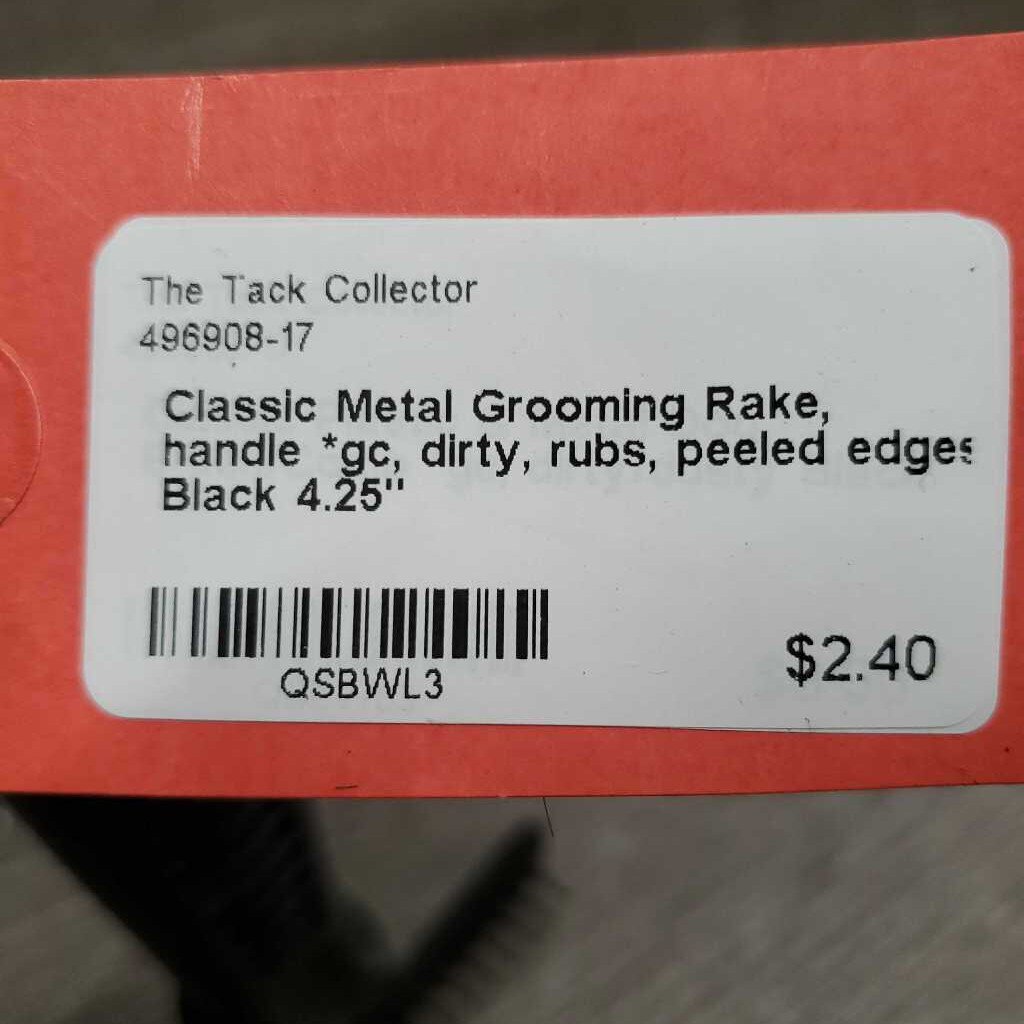 The Tack Collector
496908-17
Classic Metal Grooming Rake,
handle *gc, dirty, rubs, peeled edges
Black 4.25"
QSBWL3
$2.40